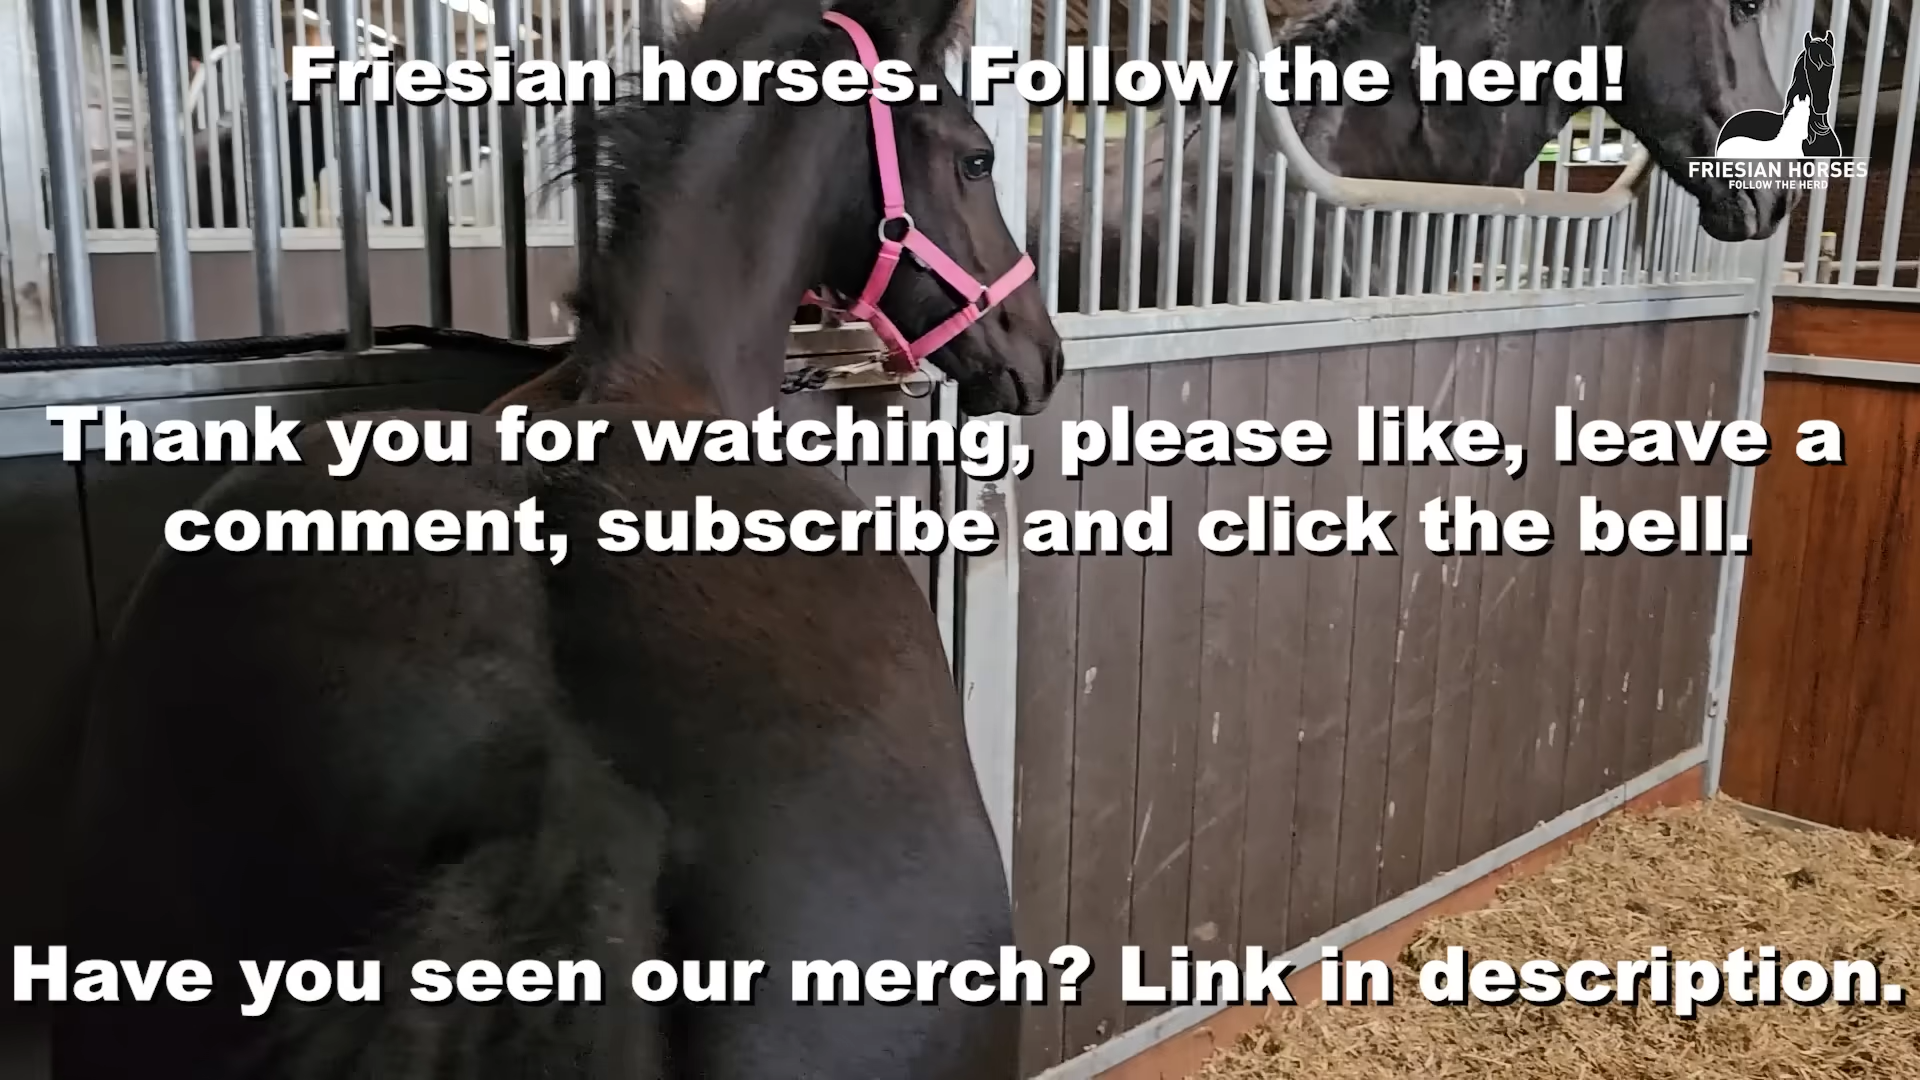 Friesian horses. Follow the herd!
FRIESIAN HORSES
FOLLOW THE HERD
Thank you for watching, please like, leave a
comment, subscribe and click the bell.
Have you seen our merch? Link in description.